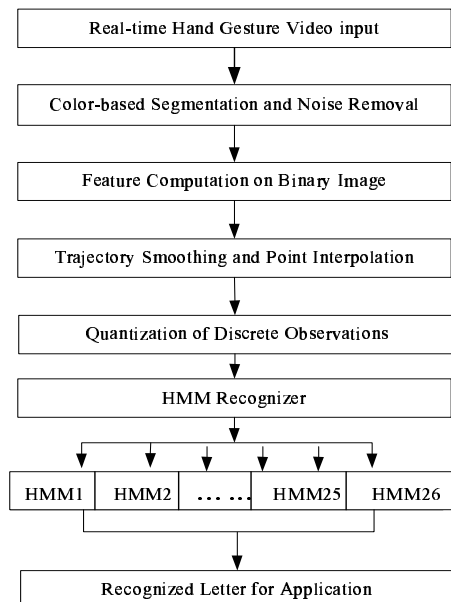 Real-time Hand Gesture Video input
Color-based Segmentation and Noise Removal
Feature Computation on Binary Image
Trajectory Smoothing and Point Interpolation
Quantization of Discrete Observations
HMM Recognizer
HMM1 HMM2 ... ... HMM25 HMM26
Recognized Letter for Application